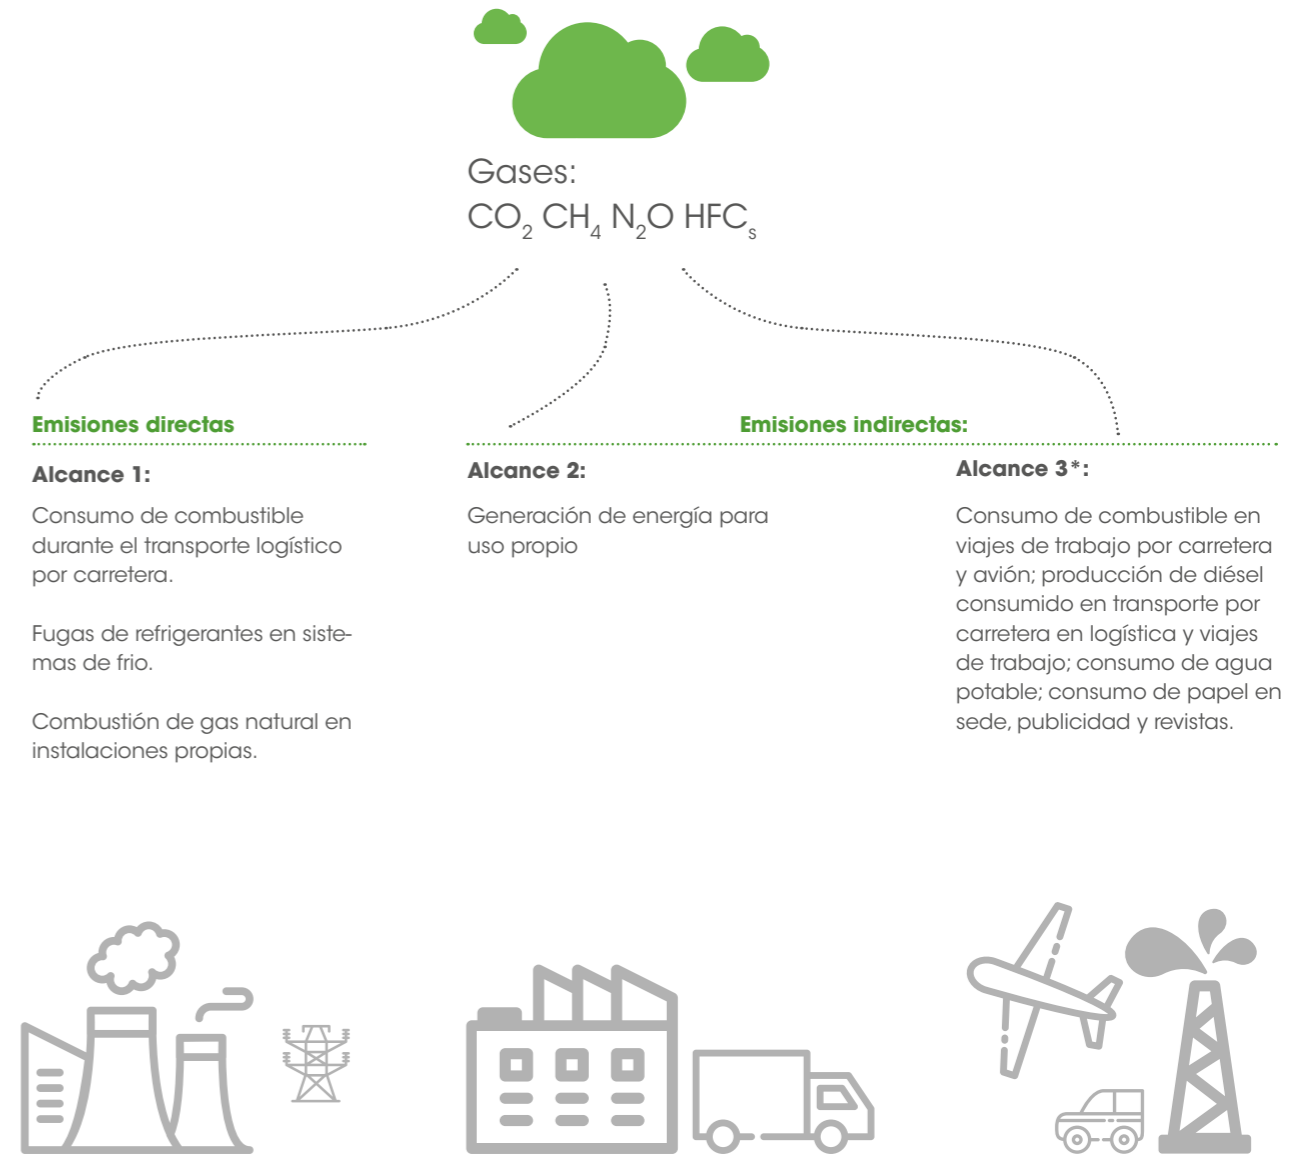 Gases:
CO₂ CH₄ N₂O HFCₛ
Emisiones directas
Alcance 1:
Consumo de combustible
durante el transporte logístico
por carretera.
Fugas de refrigerantes en siste-
mas de frio.
Combustión de gas natural en
instalaciones propias.
Emisiones indirectas:
Alcance 2:
Generación de energía para
uso propio
Alcance 3*:
Consumo de combustible en
viajes de trabajo por carretera
y avión; producción de diésel
consumido en transporte por
carretera en logística y viajes
de trabajo; consumo de agua
potable; consumo de papel en
sede, publicidad y revistas.